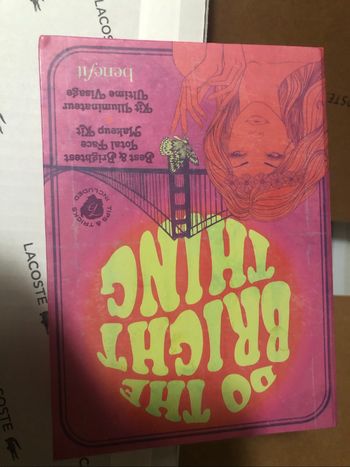 DO THE
BRIGHT
THING
TIPS & TRICKS
INCLUDED
Best & Brightest
Total Face
Makeup Kit
Kit Illuminateur
Ultime Visage
benefit
LACOSTE
LACOSTE
COSTE